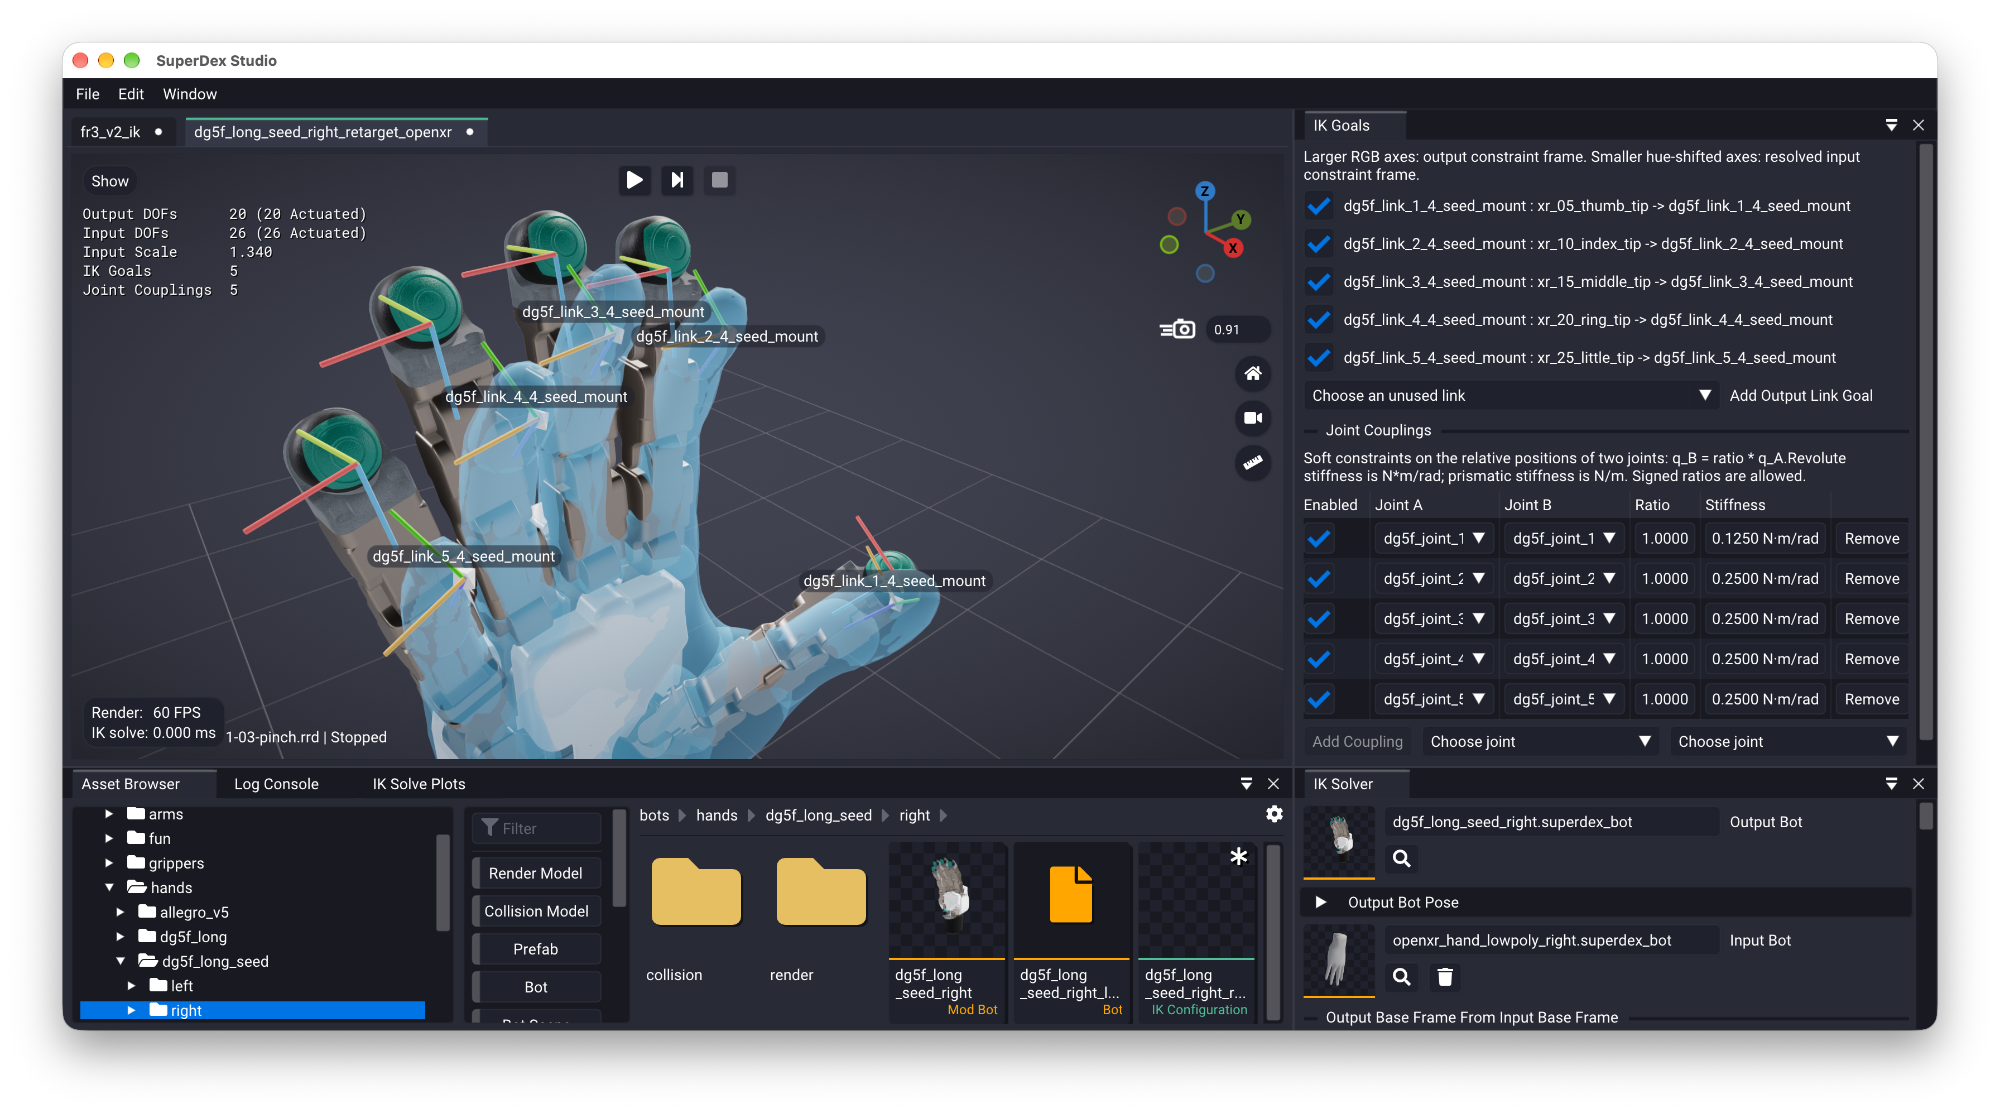 SuperDex Studio
File Edit Window
fr3_v2_ik
dg5f_long_seed_right_retarget_openxr
Show
Output DOFs 20 (20 Actuated)
Input DOFs 26 (26 Actuated)
Input Scale 1.340
IK Goals 5
Joint Couplings 5
Z
Y
X
0.91
dg5f_link_3_4_seed_mount
dg5f_link_2_4_seed_mount
dg5f_link_4_4_seed_mount
dg5f_link_5_4_seed_mount
dg5f_link_1_4_seed_mount
Render: 60 FPS
IK solve: 0.000 ms
1-03-pinch.rrd | Stopped
IK Goals
Larger RGB axes: output constraint frame. Smaller hue-shifted axes: resolved input
constraint frame.
dg5f_link_1_4_seed_mount : xr_05_thumb_tip -> dg5f_link_1_4_seed_mount
dg5f_link_2_4_seed_mount : xr_10_index_tip -> dg5f_link_2_4_seed_mount
dg5f_link_3_4_seed_mount : xr_15_middle_tip -> dg5f_link_3_4_seed_mount
dg5f_link_4_4_seed_mount : xr_20_ring_tip -> dg5f_link_4_4_seed_mount
dg5f_link_5_4_seed_mount : xr_25_little_tip -> dg5f_link_5_4_seed_mount
Choose an unused link Add Output Link Goal
Joint Couplings
Soft constraints on the relative positions of two joints: q_B = ratio * q_A.Revolute
stiffness is N*m/rad; prismatic stiffness is N/m. Signed ratios are allowed.
Enabled Joint A Joint B Ratio Stiffness
dg5f_joint_1 dg5f_joint_1 1.0000 0.1250 N·m/rad Remove
dg5f_joint_2 dg5f_joint_2 1.0000 0.2500 N·m/rad Remove
dg5f_joint_3 dg5f_joint_3 1.0000 0.2500 N·m/rad Remove
dg5f_joint_4 dg5f_joint_4 1.0000 0.2500 N·m/rad Remove
dg5f_joint_5 dg5f_joint_5 1.0000 0.2500 N·m/rad Remove
Add Coupling Choose joint Choose joint
Asset Browser Log Console IK Solve Plots
arms
fun
grippers
hands
allegro_v5
dg5f_long
dg5f_long_seed
left
right
Filter
Render Model
Collision Model
Prefab
Bot
bots hands dg5f_long_seed right
collision
render
dg5f_long
_seed_right
Mod Bot
dg5f_long
_seed_right_l...
Bot
dg5f_long
_seed_right_r...
IK Configuration
IK Solver
dg5f_long_seed_right.superdex_bot Output Bot
Output Bot Pose
openxr_hand_lowpoly_right.superdex_bot Input Bot
Output Base Frame From Input Base Frame